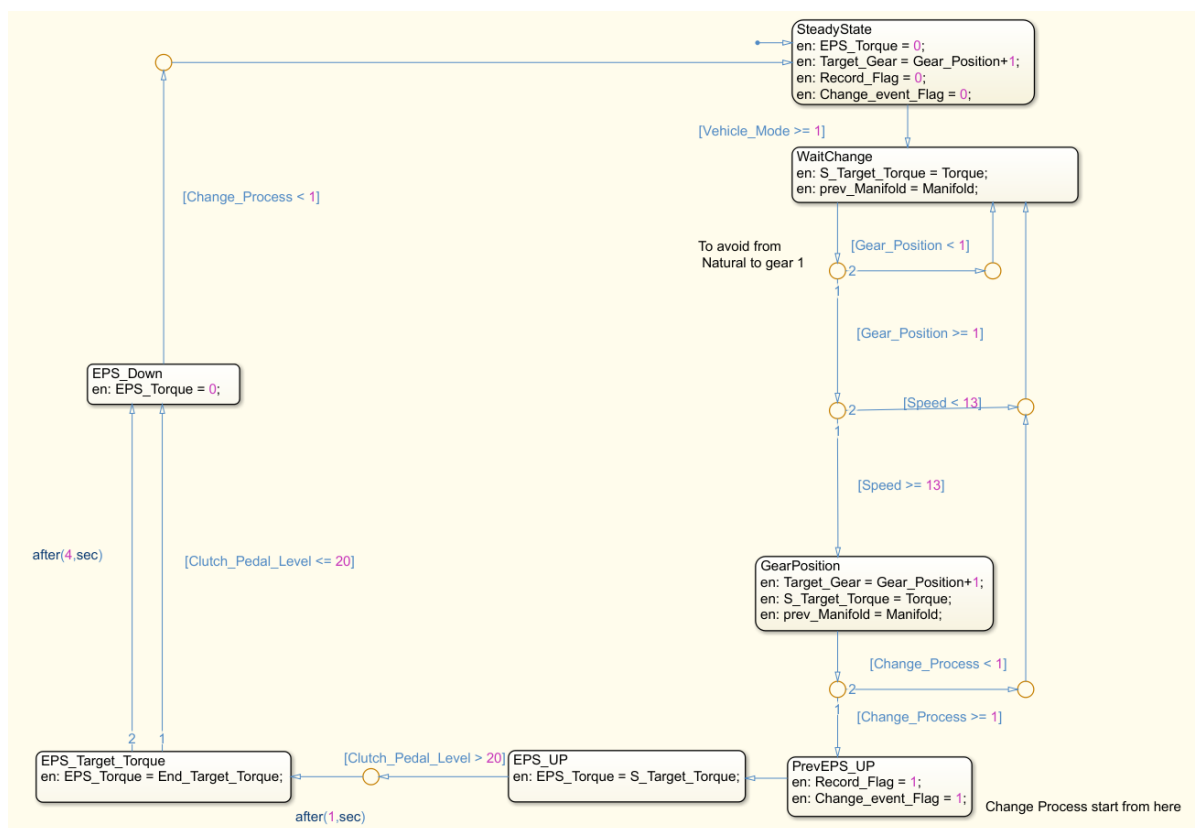 SteadyState
en: EPS_Torque = 0;
en: Target_Gear = Gear_Position+1;
en: Record_Flag = 0;
en: Change_event_Flag = 0;
[Vehicle_Mode >= 1]
WaitChange
en: S_Target_Torque = Torque;
en: prev_Manifold = Manifold;
[Change_Process < 1]
To avoid from
Natural to gear 1
[Gear_Position < 1]
2
1
[Gear_Position >= 1]
EPS_Down
en: EPS_Torque = 0;
2
[Speed < 13]
1
[Speed >= 13]
after(4,sec)
[Clutch_Pedal_Level <= 20]
GearPosition
en: Target_Gear = Gear_Position+1;
en: S_Target_Torque = Torque;
en: prev_Manifold = Manifold;
[Change_Process < 1]
2
1
[Change_Process >= 1]
2
1
EPS_Target_Torque
en: EPS_Torque = End_Target_Torque;
[Clutch_Pedal_Level > 20]
after(1,sec)
EPS_UP
en: EPS_Torque = S_Target_Torque;
PrevEPS_UP
en: Record_Flag = 1;
en: Change_event_Flag = 1;
Change Process start from here